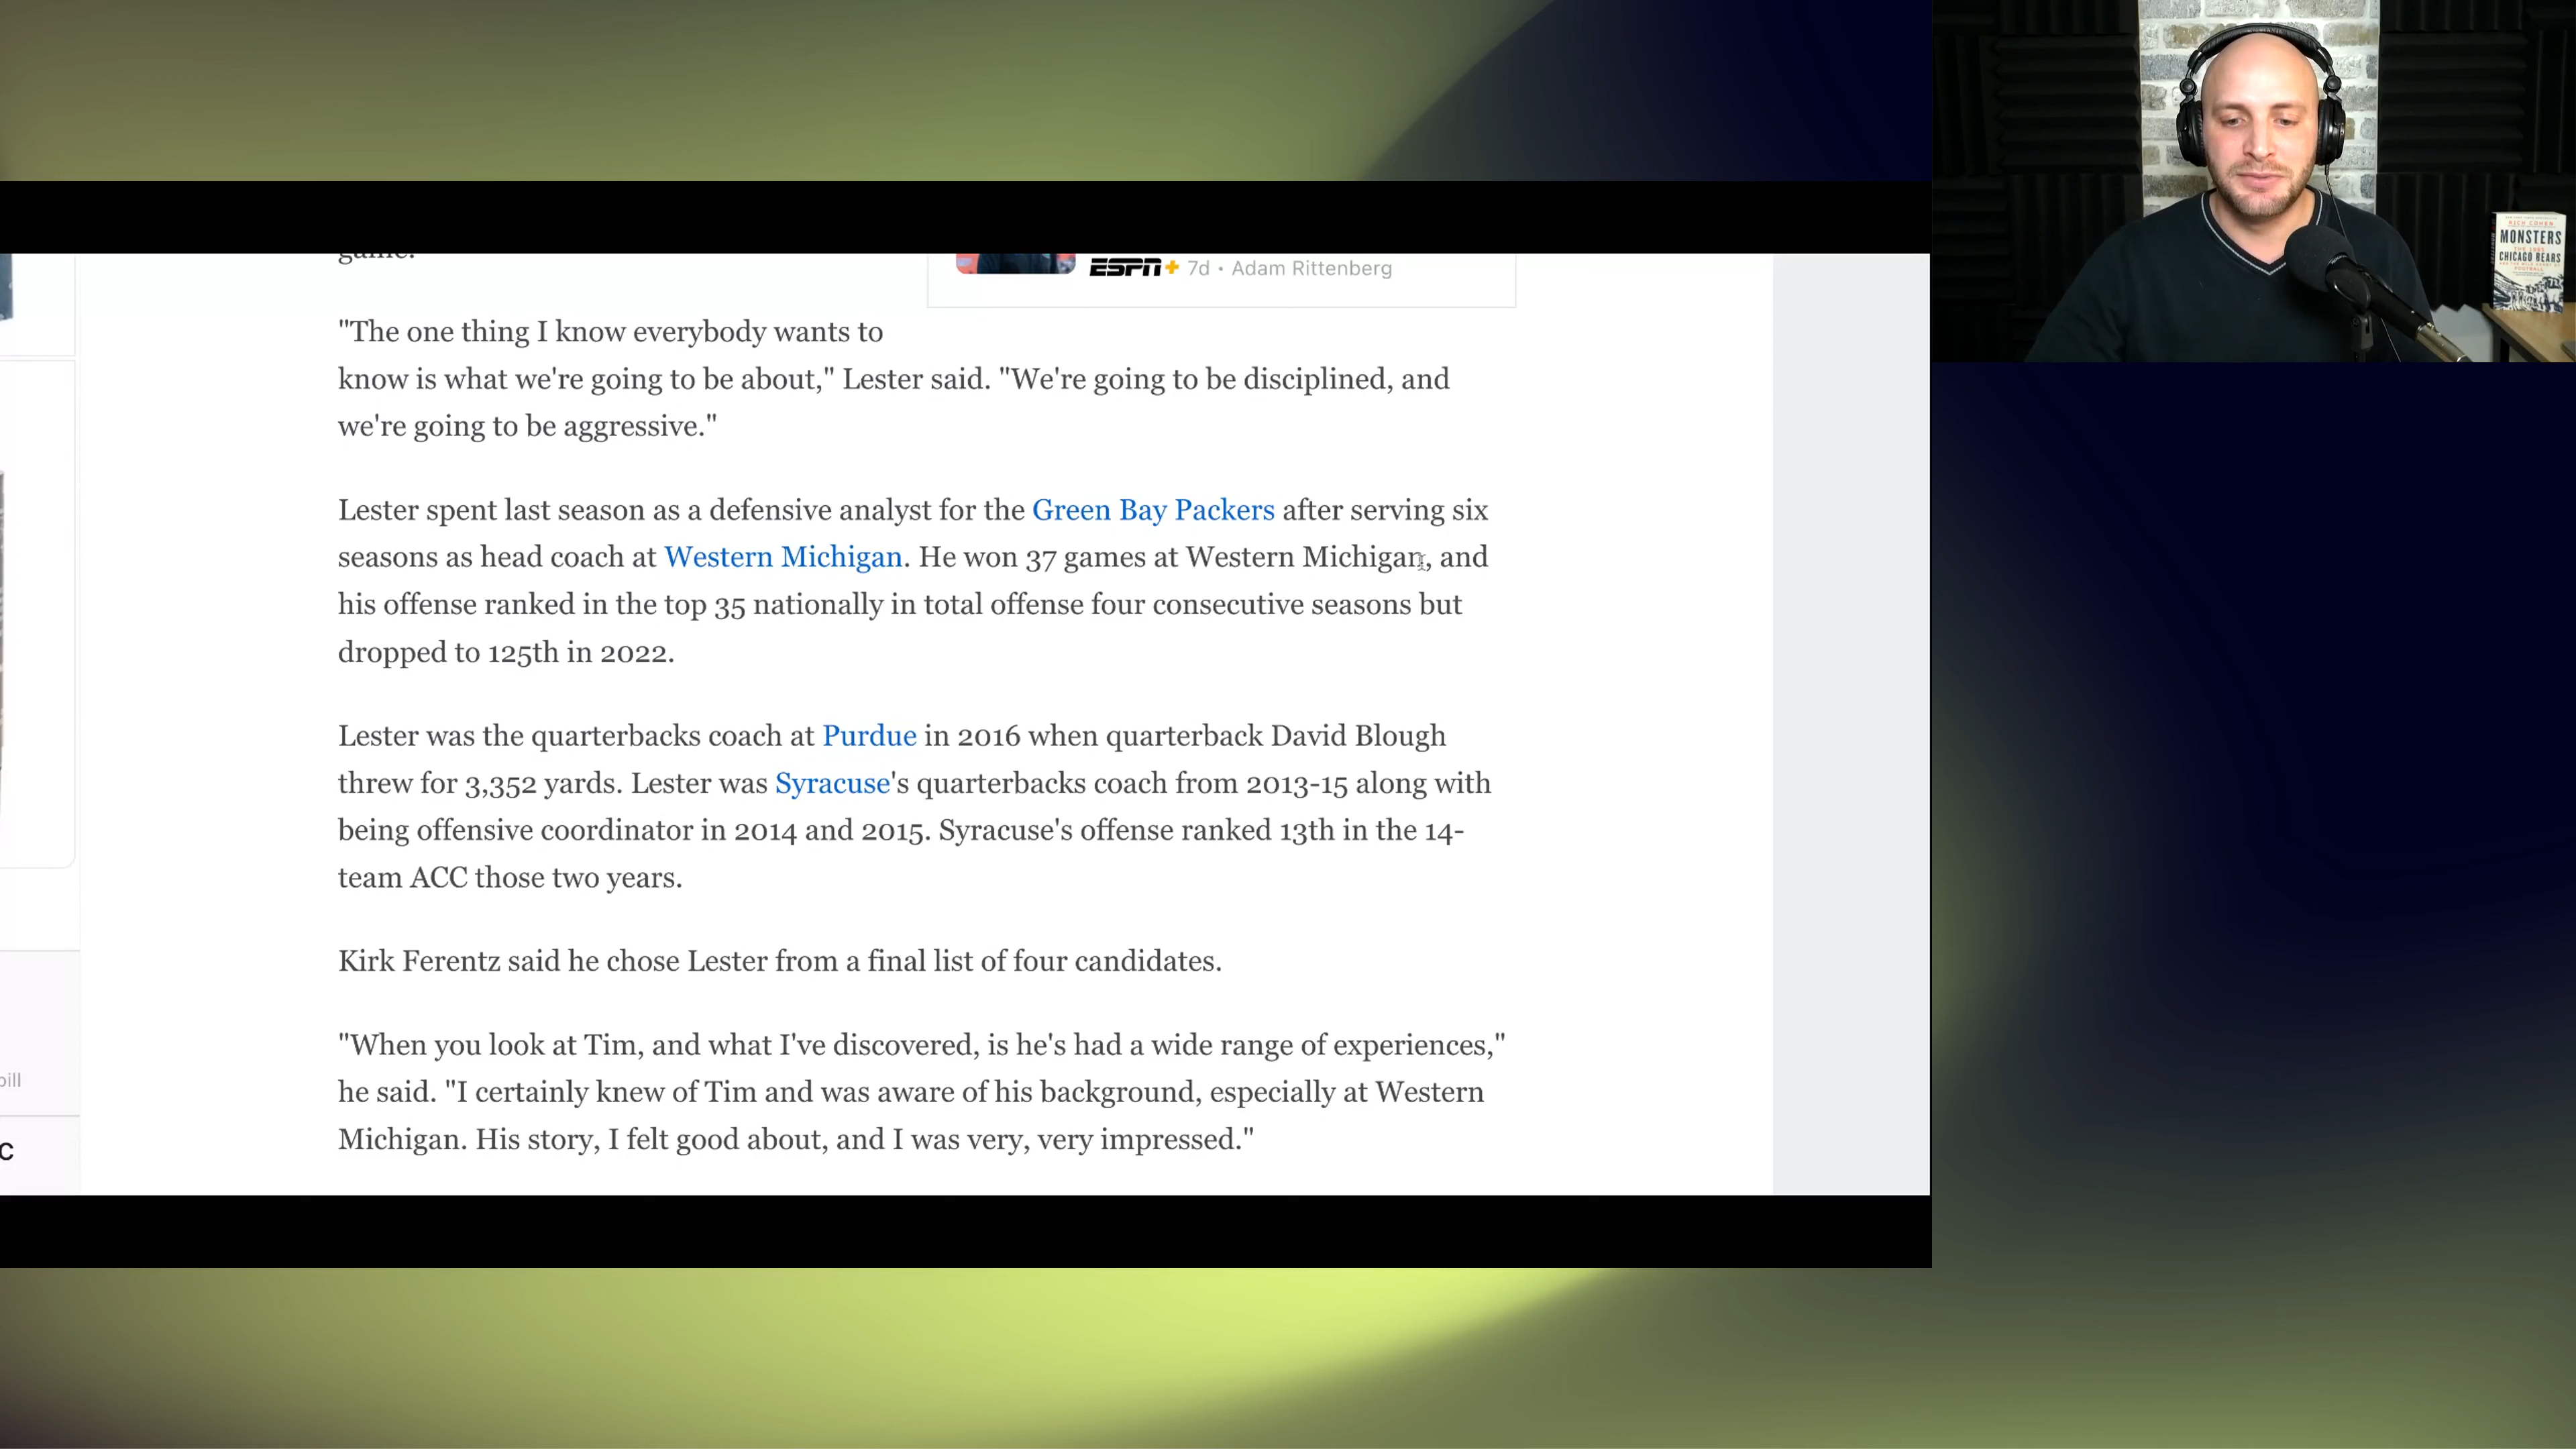 game.
ESPN+ 7d • Adam Rittenberg
"The one thing I know everybody wants to
know is what we're going to be about," Lester said. "We're going to be disciplined, and
we're going to be aggressive."
Lester spent last season as a defensive analyst for the Green Bay Packers after serving six
seasons as head coach at Western Michigan. He won 37 games at Western Michigan, and
his offense ranked in the top 35 nationally in total offense four consecutive seasons but
dropped to 125th in 2022.
Lester was the quarterbacks coach at Purdue in 2016 when quarterback David Blough
threw for 3,352 yards. Lester was Syracuse's quarterbacks coach from 2013-15 along with
being offensive coordinator in 2014 and 2015. Syracuse's offense ranked 13th in the 14-
team ACC those two years.
Kirk Ferentz said he chose Lester from a final list of four candidates.
"When you look at Tim, and what I've discovered, is he's had a wide range of experiences,"
he said. "I certainly knew of Tim and was aware of his background, especially at Western
Michigan. His story, I felt good about, and I was very, very impressed."
RICH COHEN
MONSTERS
THE 1985
CHICAGO BEARS
FOOTBALL